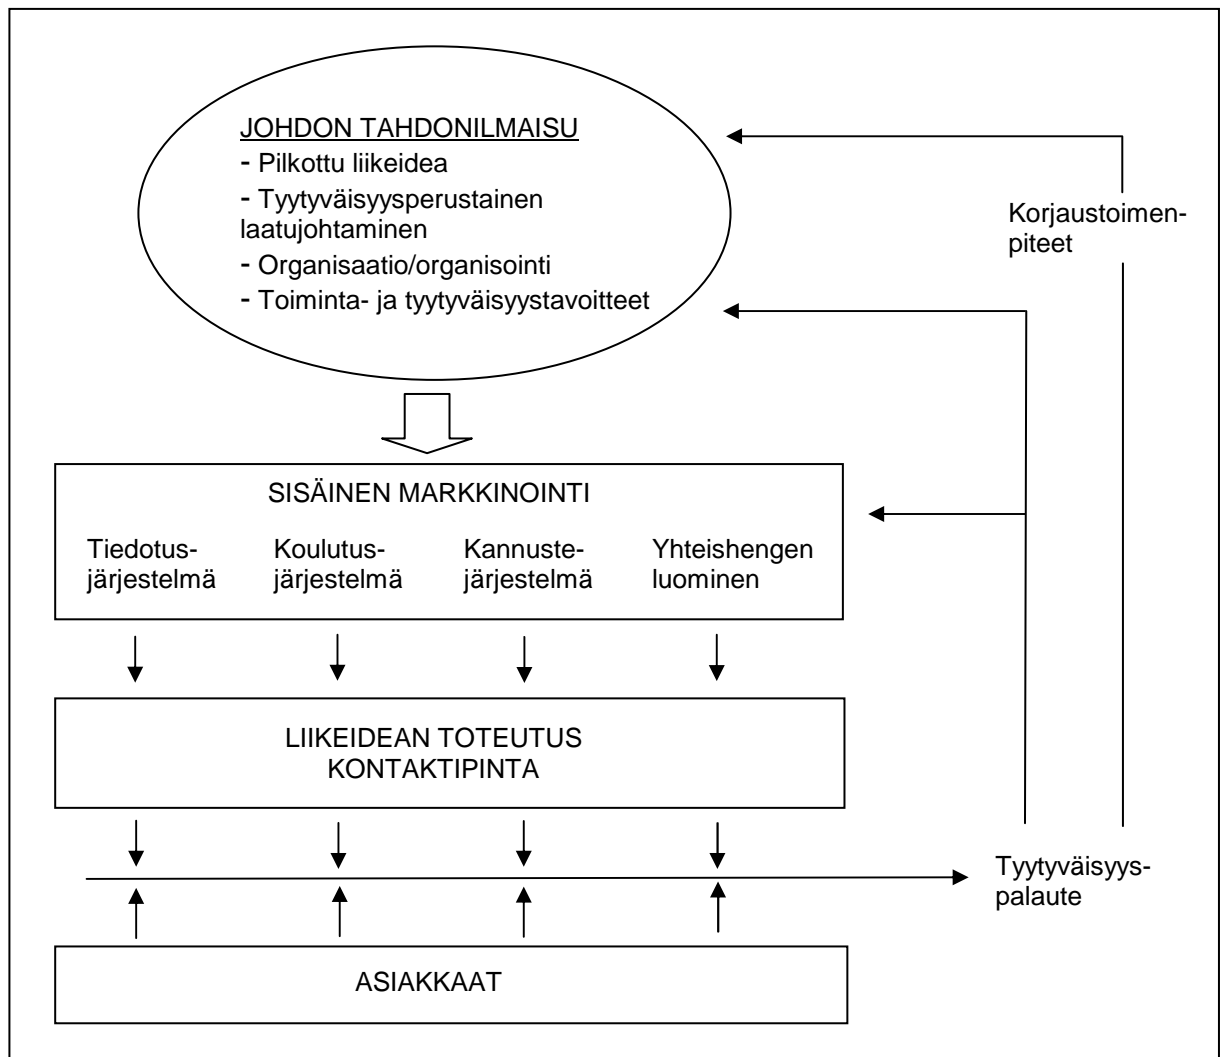 JOHDON TAHDONILMAISU
- Pilkottu liikeidea
- Tyytyväisyysperustainen
laatujohtaminen
- Organisaatio/organisointi
- Toiminta- ja tyytyväisyystavoitteet
Korjaustoimen-
piteet
SISÄINEN MARKKINOINTI
Tiedotus-
järjestelmä
Koulutus-
järjestelmä
Kannuste-
järjestelmä
Yhteishengen
luominen
LIIKEIDEAN TOTEUTUS
KONTAKTIPINTA
Tyytyväisyys-
palaute
ASIAKKAAT